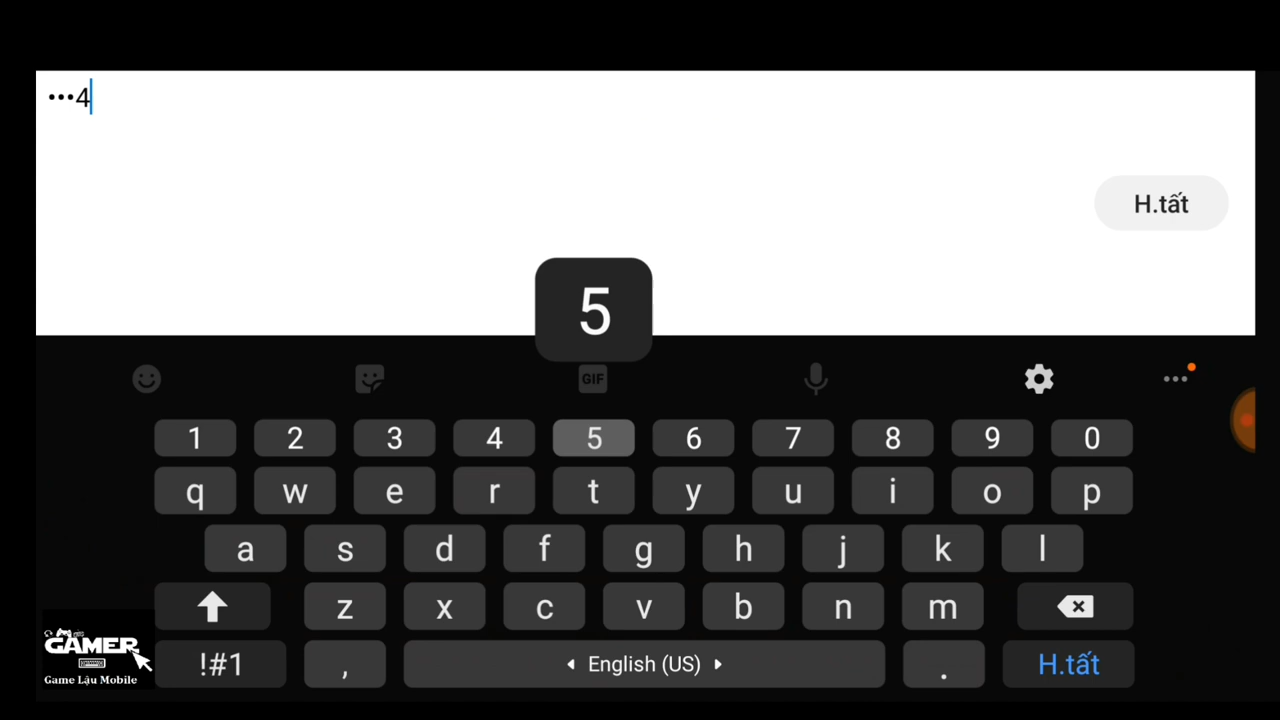 •••4
H.tất
5
GIF
1 2 3 4 5 6 7 8 9 0
q w e r t y u i o p
a s d f g h j k l
z x c v b n m
!#1 , English (US) . H.tất
GAMER
Game Lậu Mobile